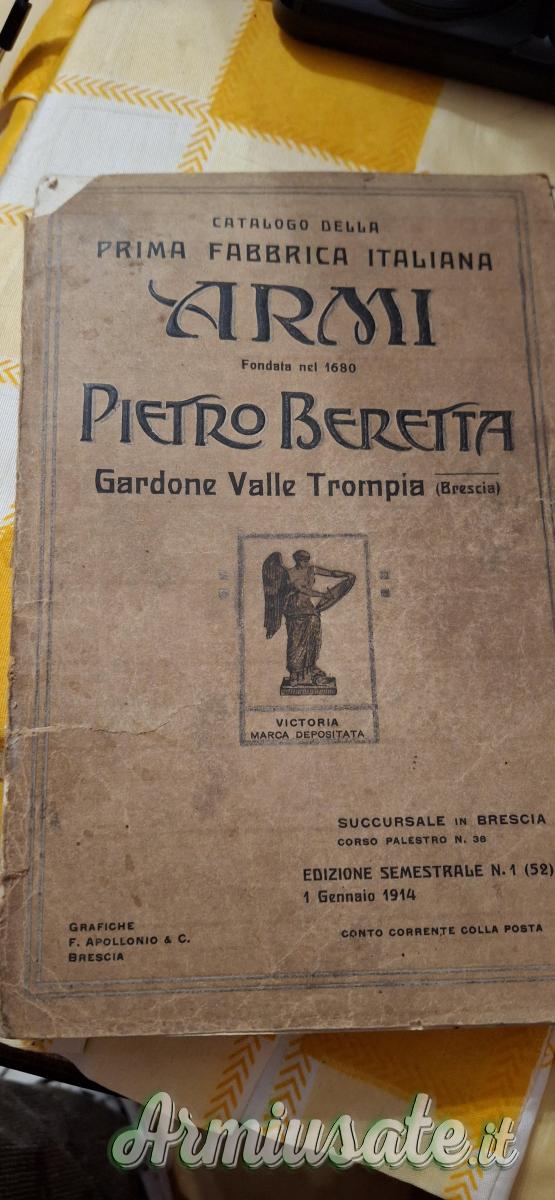 CATALOGO DELLA
PRIMA FABBRICA ITALIANA
ARMI
Fondata nel 1680
PIETRO BERETTA
Gardone Valle Trompia (Brescia)
VICTORIA
MARCA DEPOSITATA
SUCCURSALE IN BRESCIA
CORSO PALESTRO N. 38
EDIZIONE SEMESTRALE N. 1 (52)
1 Gennaio 1914
GRAFICHE
F. APOLLONIO & C.
BRESCIA
CONTO CORRENTE COLLA POSTA
Armiusate.it